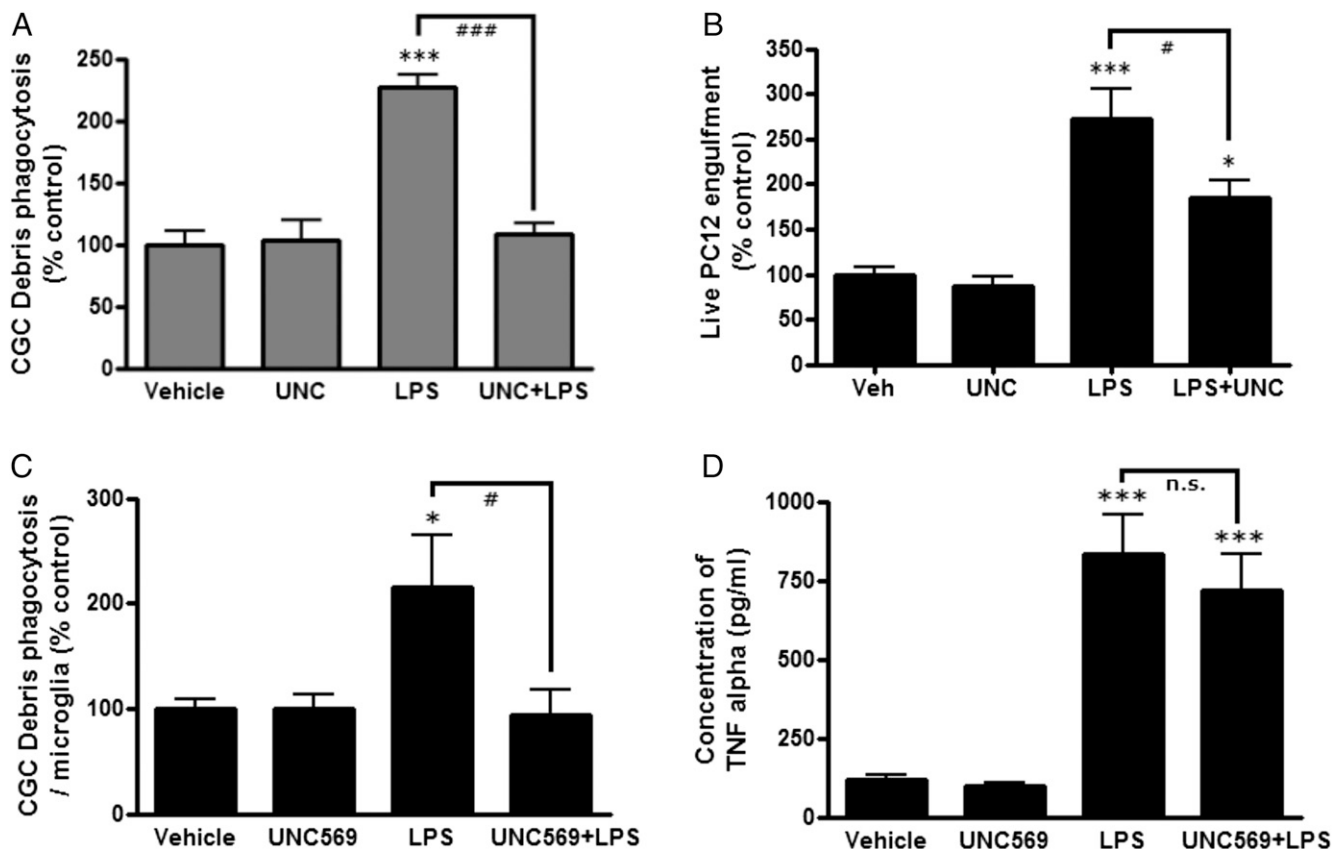 A
CGC Debris phagocytosis
(% control)
250
200
150
100
50
0
***
###
Vehicle UNC LPS UNC+LPS
B
Live PC12 engulfment
(% control)
350
300
250
200
150
100
50
0
***
#
*
Veh UNC LPS LPS+UNC
C
CGC Debris phagocytosis
/ microglia (% control)
300
200
100
0
*
#
Vehicle UNC569 LPS UNC569+LPS
D
Concentration of
TNF alpha (pg/ml)
1000
750
500
250
0
***
n.s.
***
Vehicle UNC569 LPS UNC569+LPS